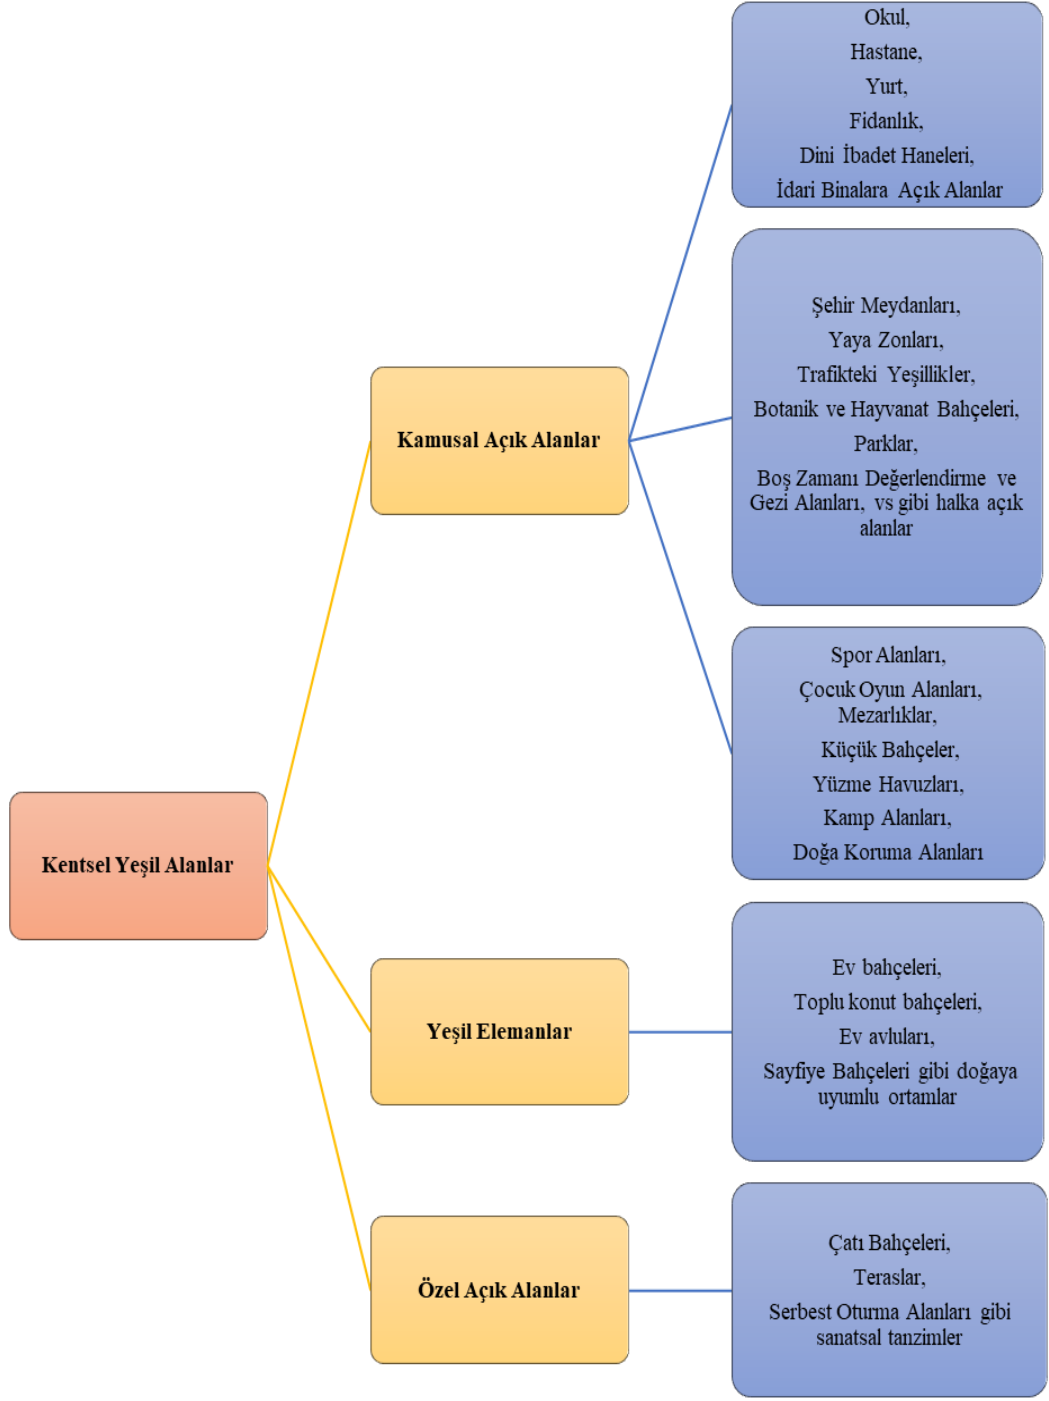 Kentsel Yeşil Alanlar
Kamusal Açık Alanlar
Okul,
Hastane,
Yurt,
Fidanlık,
Dini İbadet Haneleri,
İdari Binalara Açık Alanlar
Şehir Meydanları,
Yaya Zonları,
Trafikteki Yeşillikler,
Botanik ve Hayvanat Bahçeleri,
Parklar,
Boş Zamanı Değerlendirme ve
Gezi Alanları, vs gibi halka açık
alanlar
Spor Alanları,
Çocuk Oyun Alanları,
Mezarlıklar,
Küçük Bahçeler,
Yüzme Havuzları,
Kamp Alanları,
Doğa Koruma Alanları
Yeşil Elemanlar
Ev bahçeleri,
Toplu konut bahçeleri,
Ev avluları,
Sayfiye Bahçeleri gibi doğaya
uyumlu ortamlar
Özel Açık Alanlar
Çatı Bahçeleri,
Teraslar,
Serbest Oturma Alanları gibi
sanatsal tanzimler